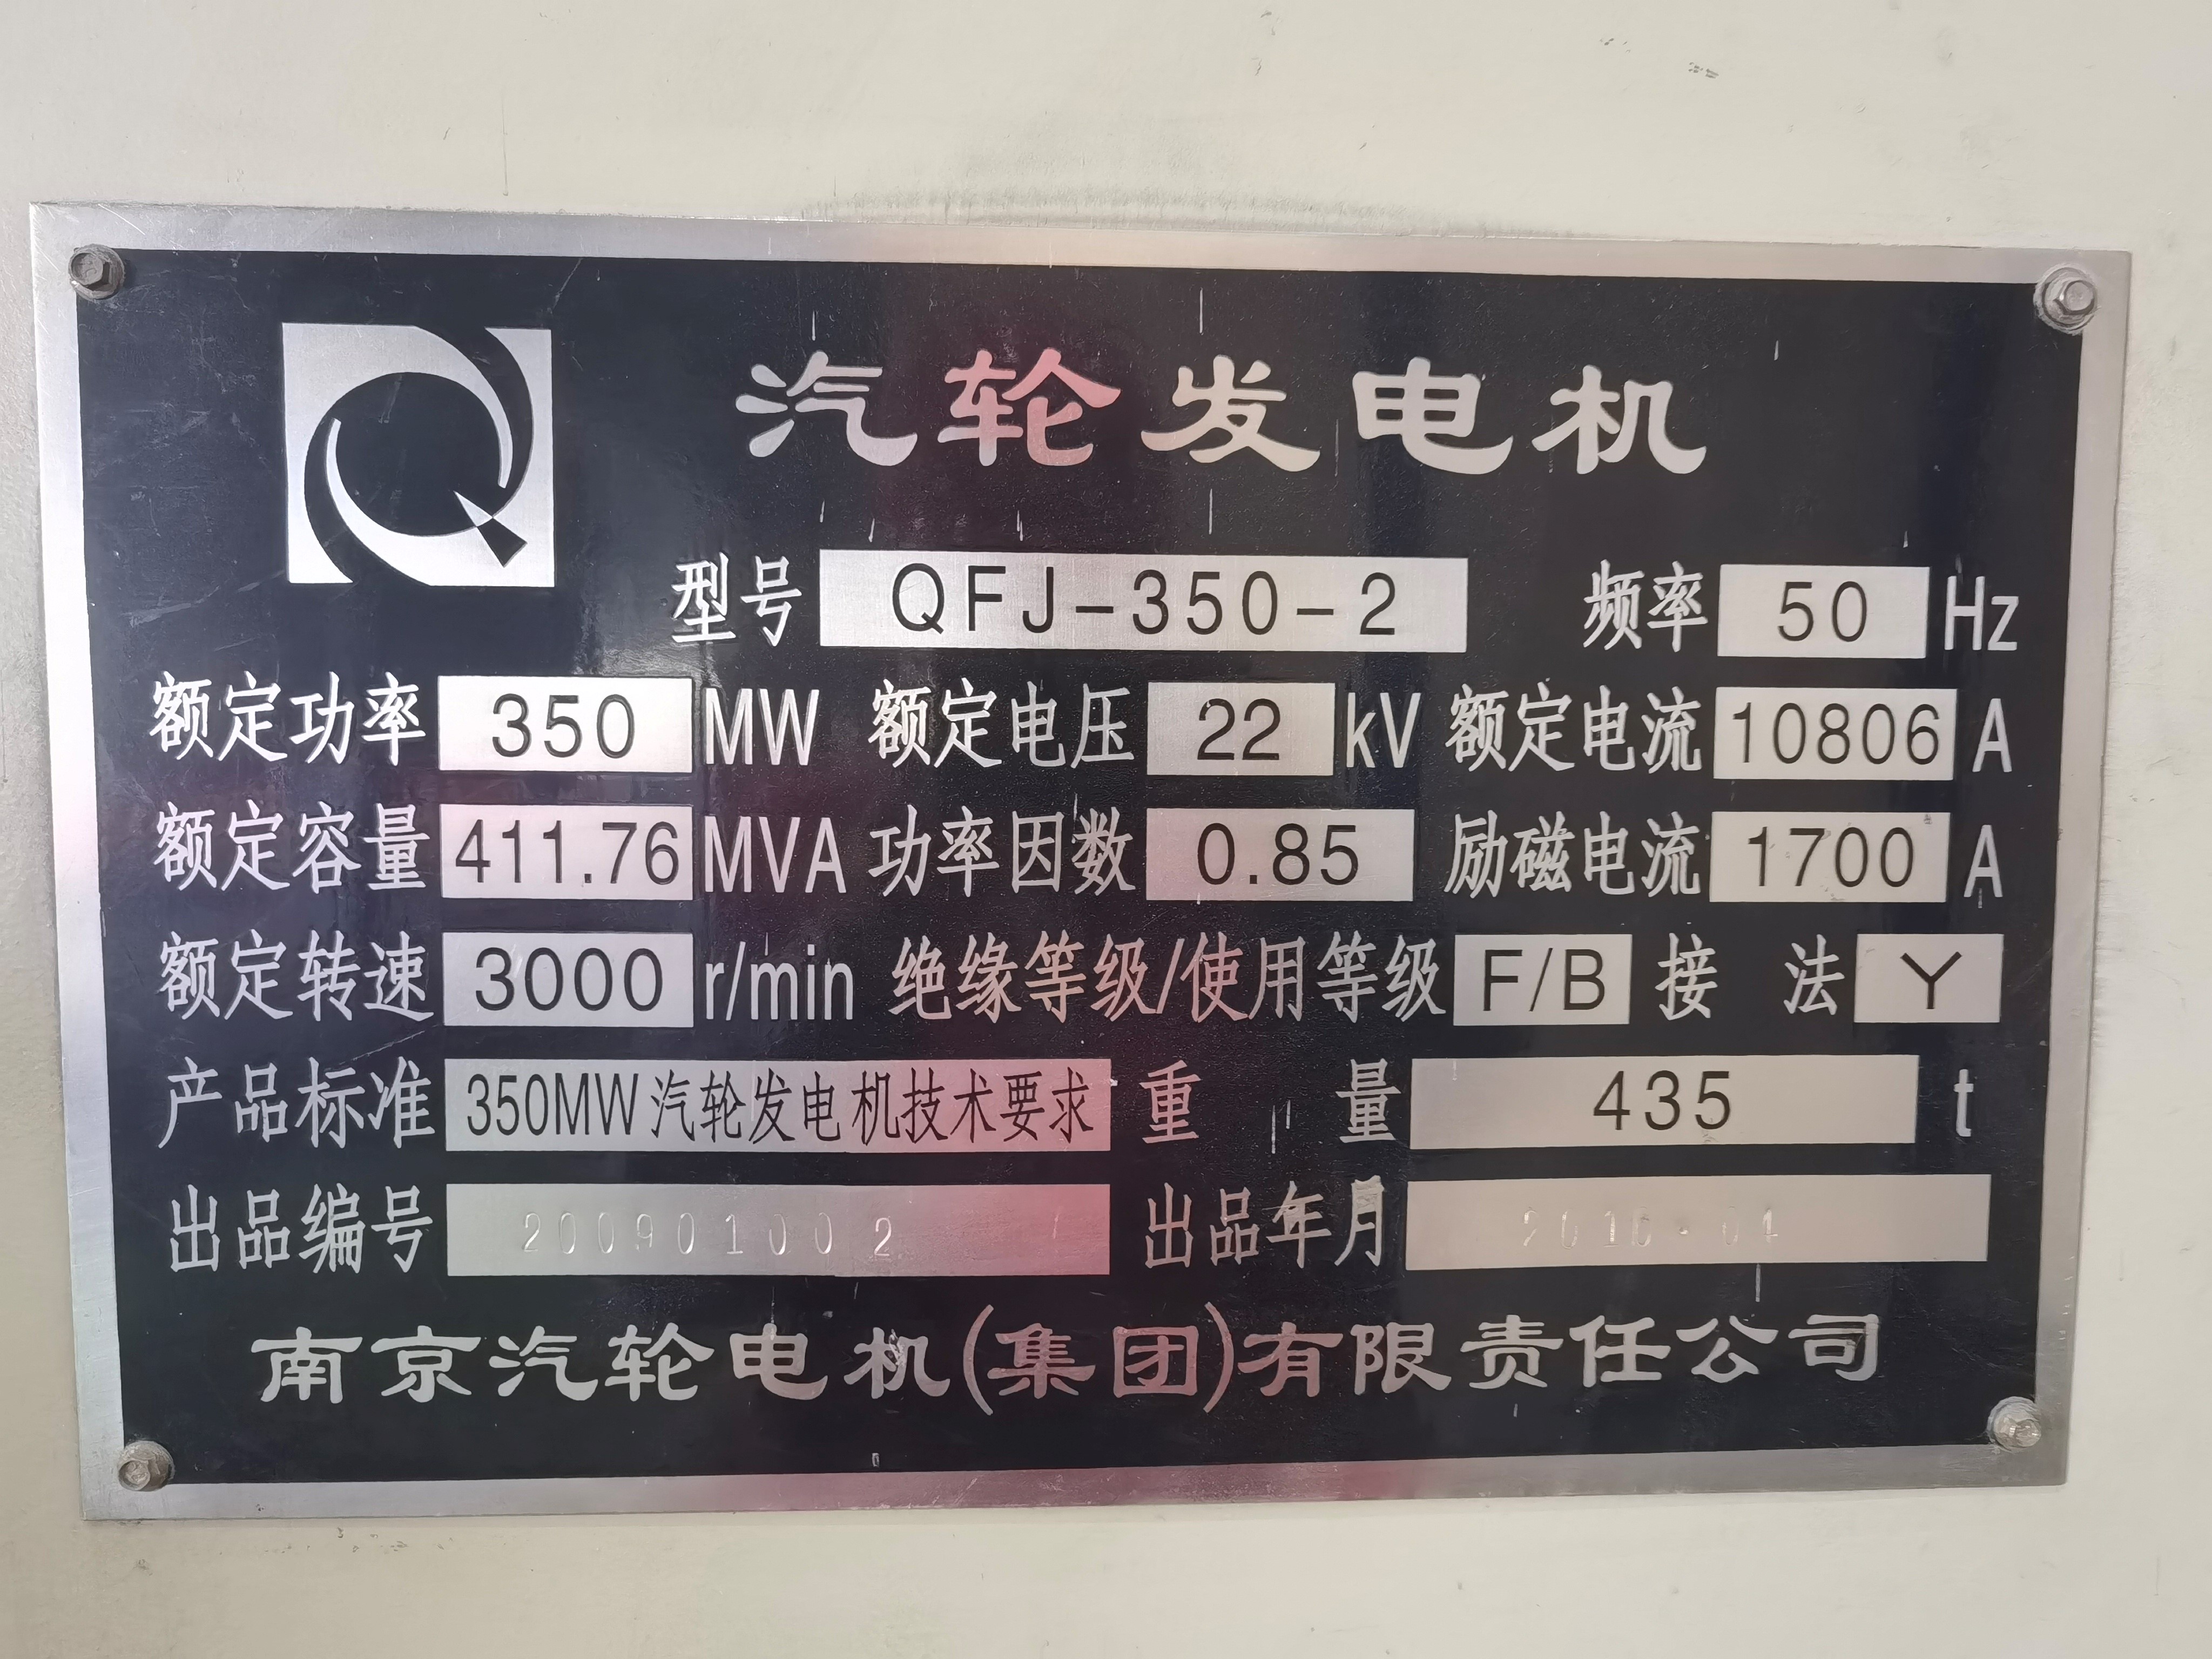 汽轮发电机
型号 QFJ-350-2 频率 50 Hz
额定功率 350 MW 额定电压 22 kV 额定电流 10806 A
额定容量 411.76 MVA 功率因数 0.85 励磁电流 1700 A
额定转速 3000 r/min 绝缘等级/使用等级 F/B 接法 Y
产品标准 350MW汽轮发电机技术要求 重量 435 t
出品编号 200901002 出品年月 2010-04
南京汽轮电机(集团)有限责任公司